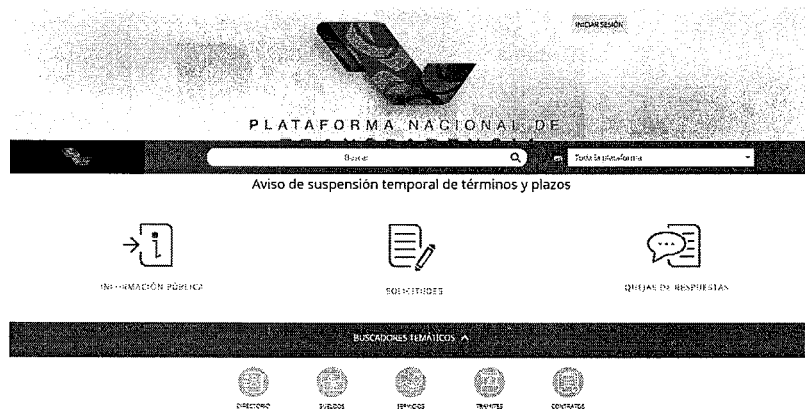 INICIAR SESIÓN
PLATAFORMA NACIONAL DE
Buscar
Toda la plataforma
Aviso de suspensión temporal de términos y plazos
INFORMACIÓN PÚBLICA
SOLICITUDES
QUEJAS DE RESPUESTAS
BUSCADORES TEMÁTICOS
DIRECTORIO
SUELDOS
SERVICIOS
TRÁMITES
CONTRATOS